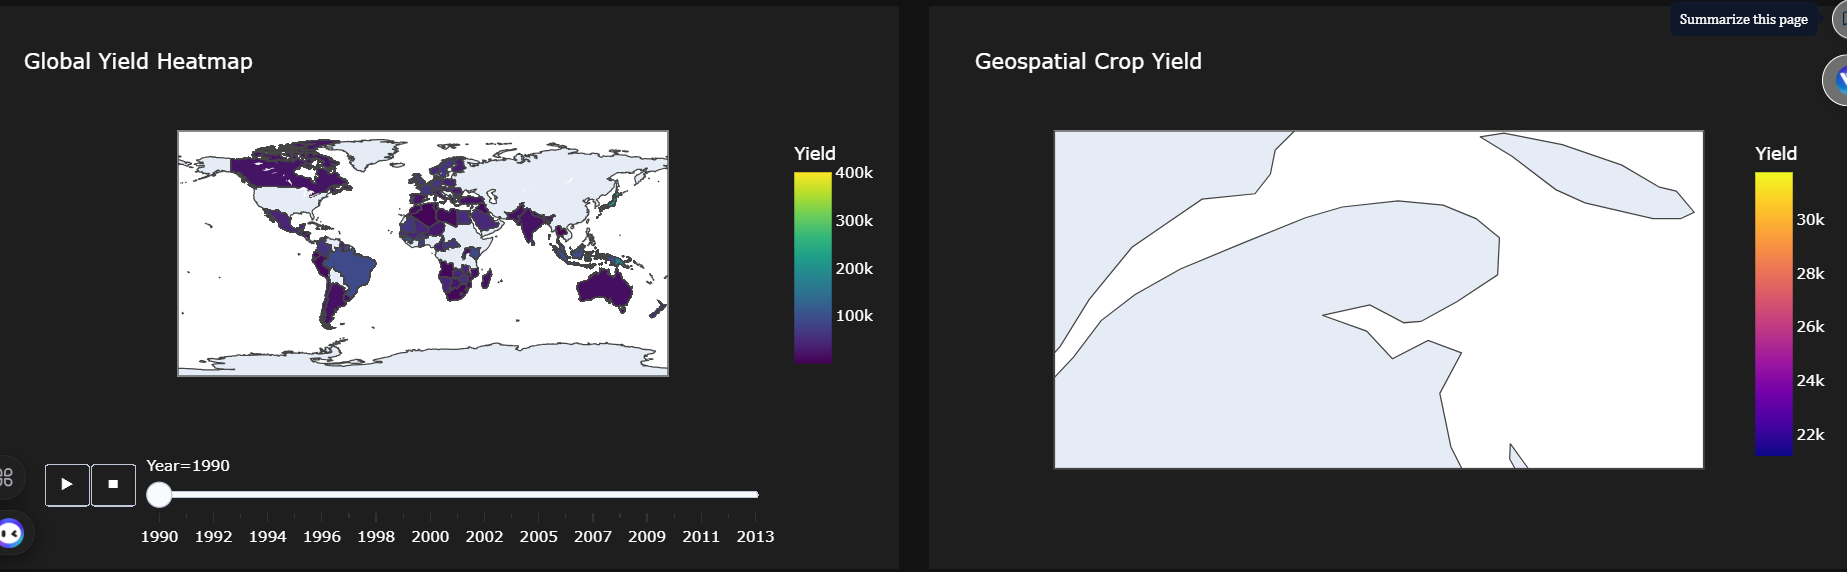 Summarize this page
Global Yield Heatmap
Yield
400k
300k
200k
100k
Year=1990
1990 1992 1994 1996 1998 2000 2002 2005 2007 2009 2011 2013
Geospatial Crop Yield
Yield
30k
28k
26k
24k
22k